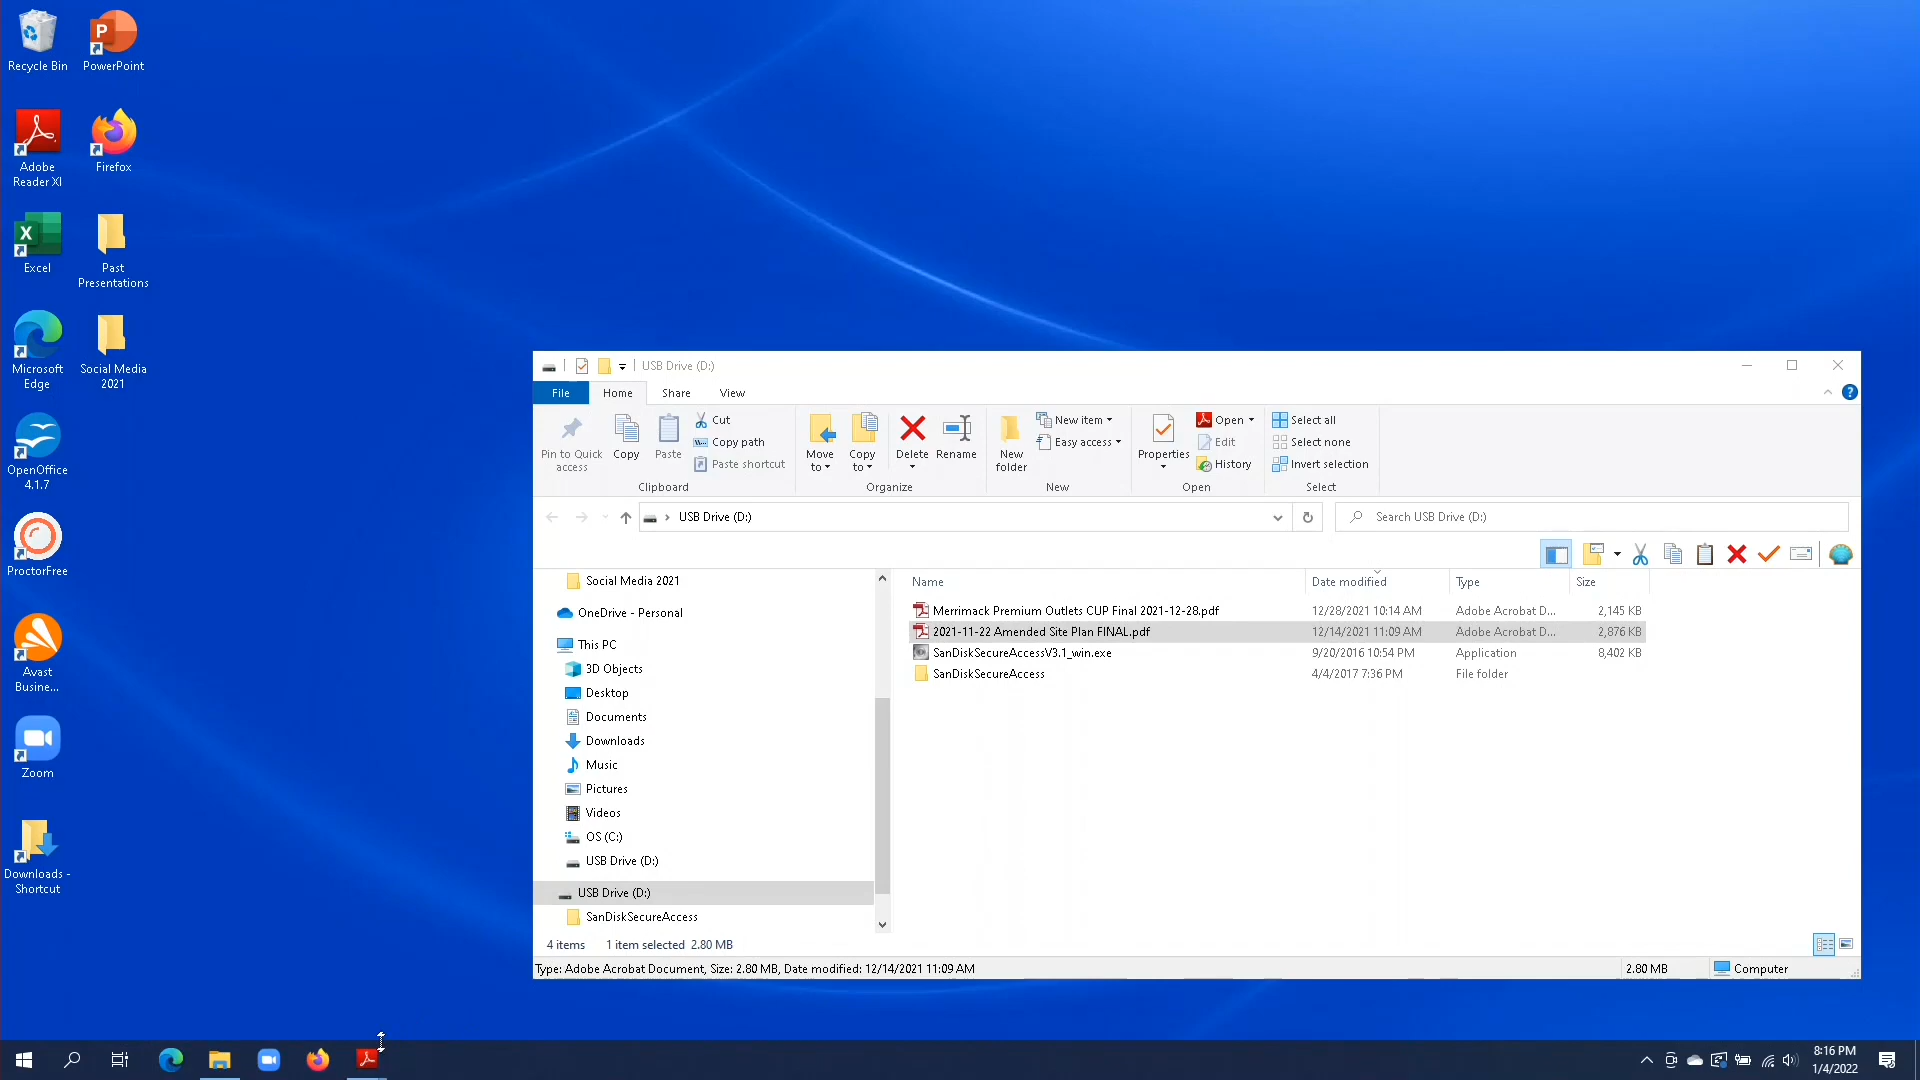 Recycle Bin
PowerPoint
Adobe
Reader XI
Firefox
Excel
Past
Presentations
Microsoft
Edge
Social Media
2021
OpenOffice
4.1.7
ProctorFree
Avast
Busine...
Zoom
Downloads -
Shortcut
USB Drive (D:)
File
Home
Share
View
Pin to Quick
access
Copy
Paste
Cut
Copy path
Paste shortcut
Clipboard
Move
to
Copy
to
Delete
Rename
Organize
New
folder
New item
Easy access
New
Properties
Open
Edit
History
Open
Select all
Select none
Invert selection
Select
USB Drive (D:)
Search USB Drive (D:)
Social Media 2021
OneDrive - Personal
This PC
3D Objects
Desktop
Documents
Downloads
Music
Pictures
Videos
OS (C:)
USB Drive (D:)
USB Drive (D:)
SanDiskSecureAccess
Name Date modified Type Size
Merrimack Premium Outlets CUP Final 2021-12-28.pdf 12/28/2021 10:14 AM Adobe Acrobat D... 2,145 KB
2021-11-22 Amended Site Plan FINAL.pdf 12/14/2021 11:09 AM Adobe Acrobat D... 2,876 KB
SanDiskSecureAccessV3.1_win.exe 9/20/2016 10:54 PM Application 8,402 KB
SanDiskSecureAccess 4/4/2017 7:36 PM File folder
4 items 1 item selected 2.80 MB
Type: Adobe Acrobat Document, Size: 2.80 MB, Date modified: 12/14/2021 11:09 AM 2.80 MB Computer
8:16 PM
1/4/2022